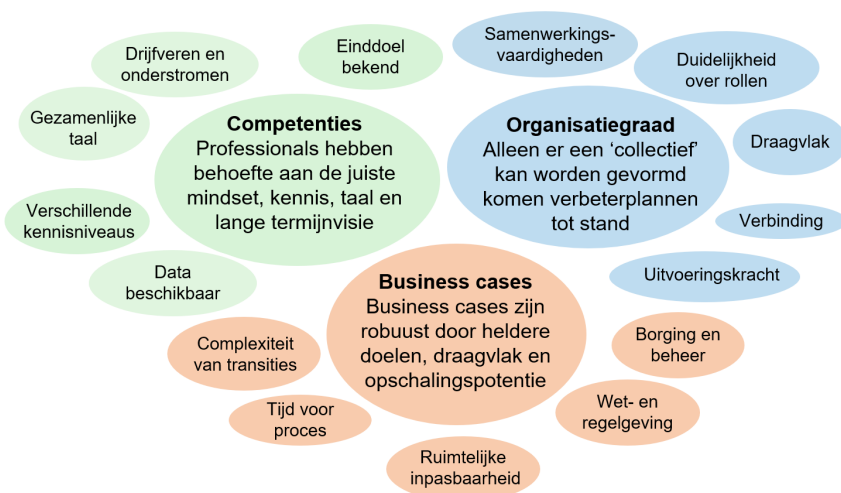 Drijfveren en
onderstromen
Einddoel
bekend
Samenwerkings-
vaardigheden
Duidelijkheid
over rollen
Gezamenlijke
taal
Competenties
Professionals hebben
behoefte aan de juiste
mindset, kennis, taal en
lange termijnvisie
Organisatiegraad
Alleen er een ‘collectief’
kan worden gevormd
komen verbeterplannen
tot stand
Draagvlak
Verschillende
kennisniveaus
Verbinding
Data
beschikbaar
Business cases
Business cases zijn
robuust door heldere
doelen, draagvlak en
opschalingspotentie
Uitvoeringskracht
Complexiteit
van transities
Borging en
beheer
Tijd voor
proces
Wet- en
regelgeving
Ruimtelijke
inpasbaarheid